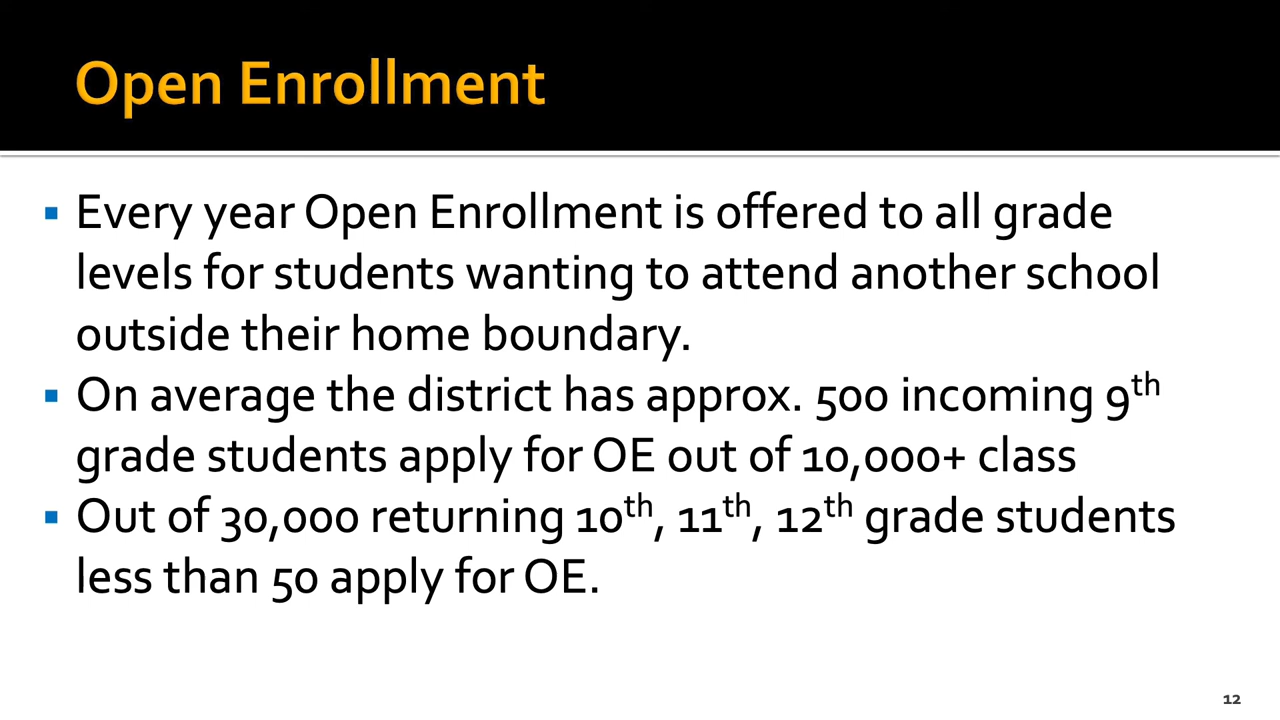 Open Enrollment
▪ Every year Open Enrollment is offered to all grade
levels for students wanting to attend another school
outside their home boundary.
▪ On average the district has approx. 500 incoming 9th
grade students apply for OE out of 10,000+ class
▪ Out of 30,000 returning 10th, 11th, 12th grade students
less than 50 apply for OE.
12